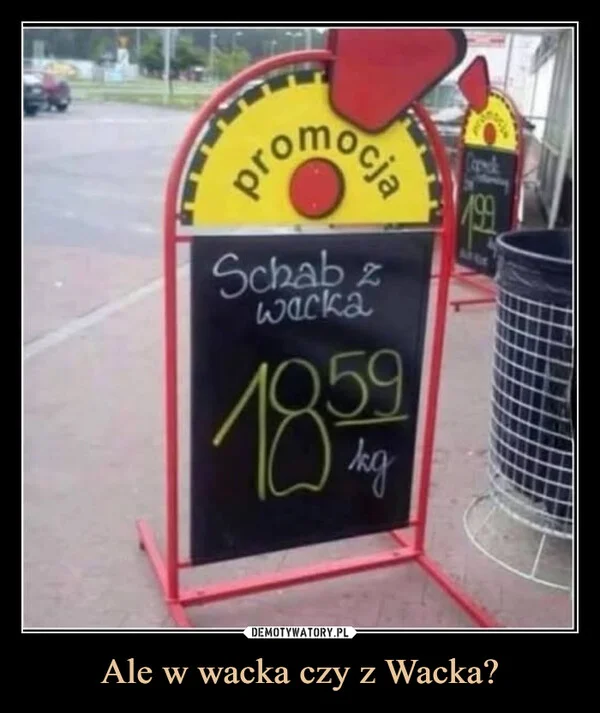 promocja
Schab z
wacka
18 59
kg
199
DEMOTYWATORY.PL
Ale w wacka czy z Wacka?